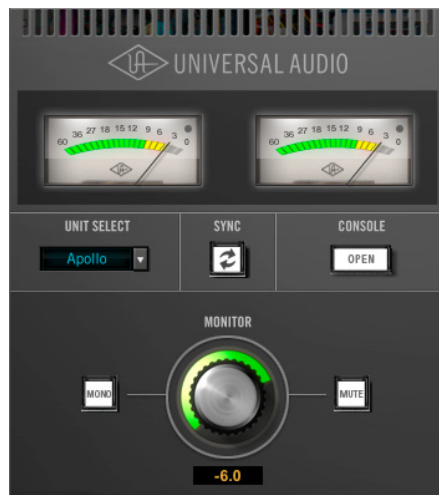 UNIVERSAL AUDIO
60 36 27 18 15 12 9 6 3 0
60 36 27 18 15 12 9 6 3 0
UNIT SELECT
SYNC
CONSOLE
Apollo
OPEN
MONITOR
MONO
MUTE
-6.0